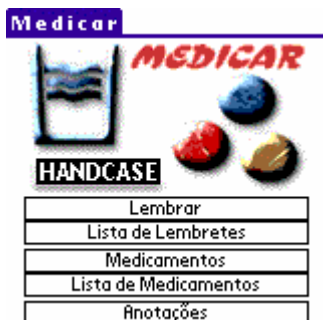 Medicar
MEDICAR
HANDCASE
Lembrar
Lista de Lembretes
Medicamentos
Lista de Medicamentos
Anotações